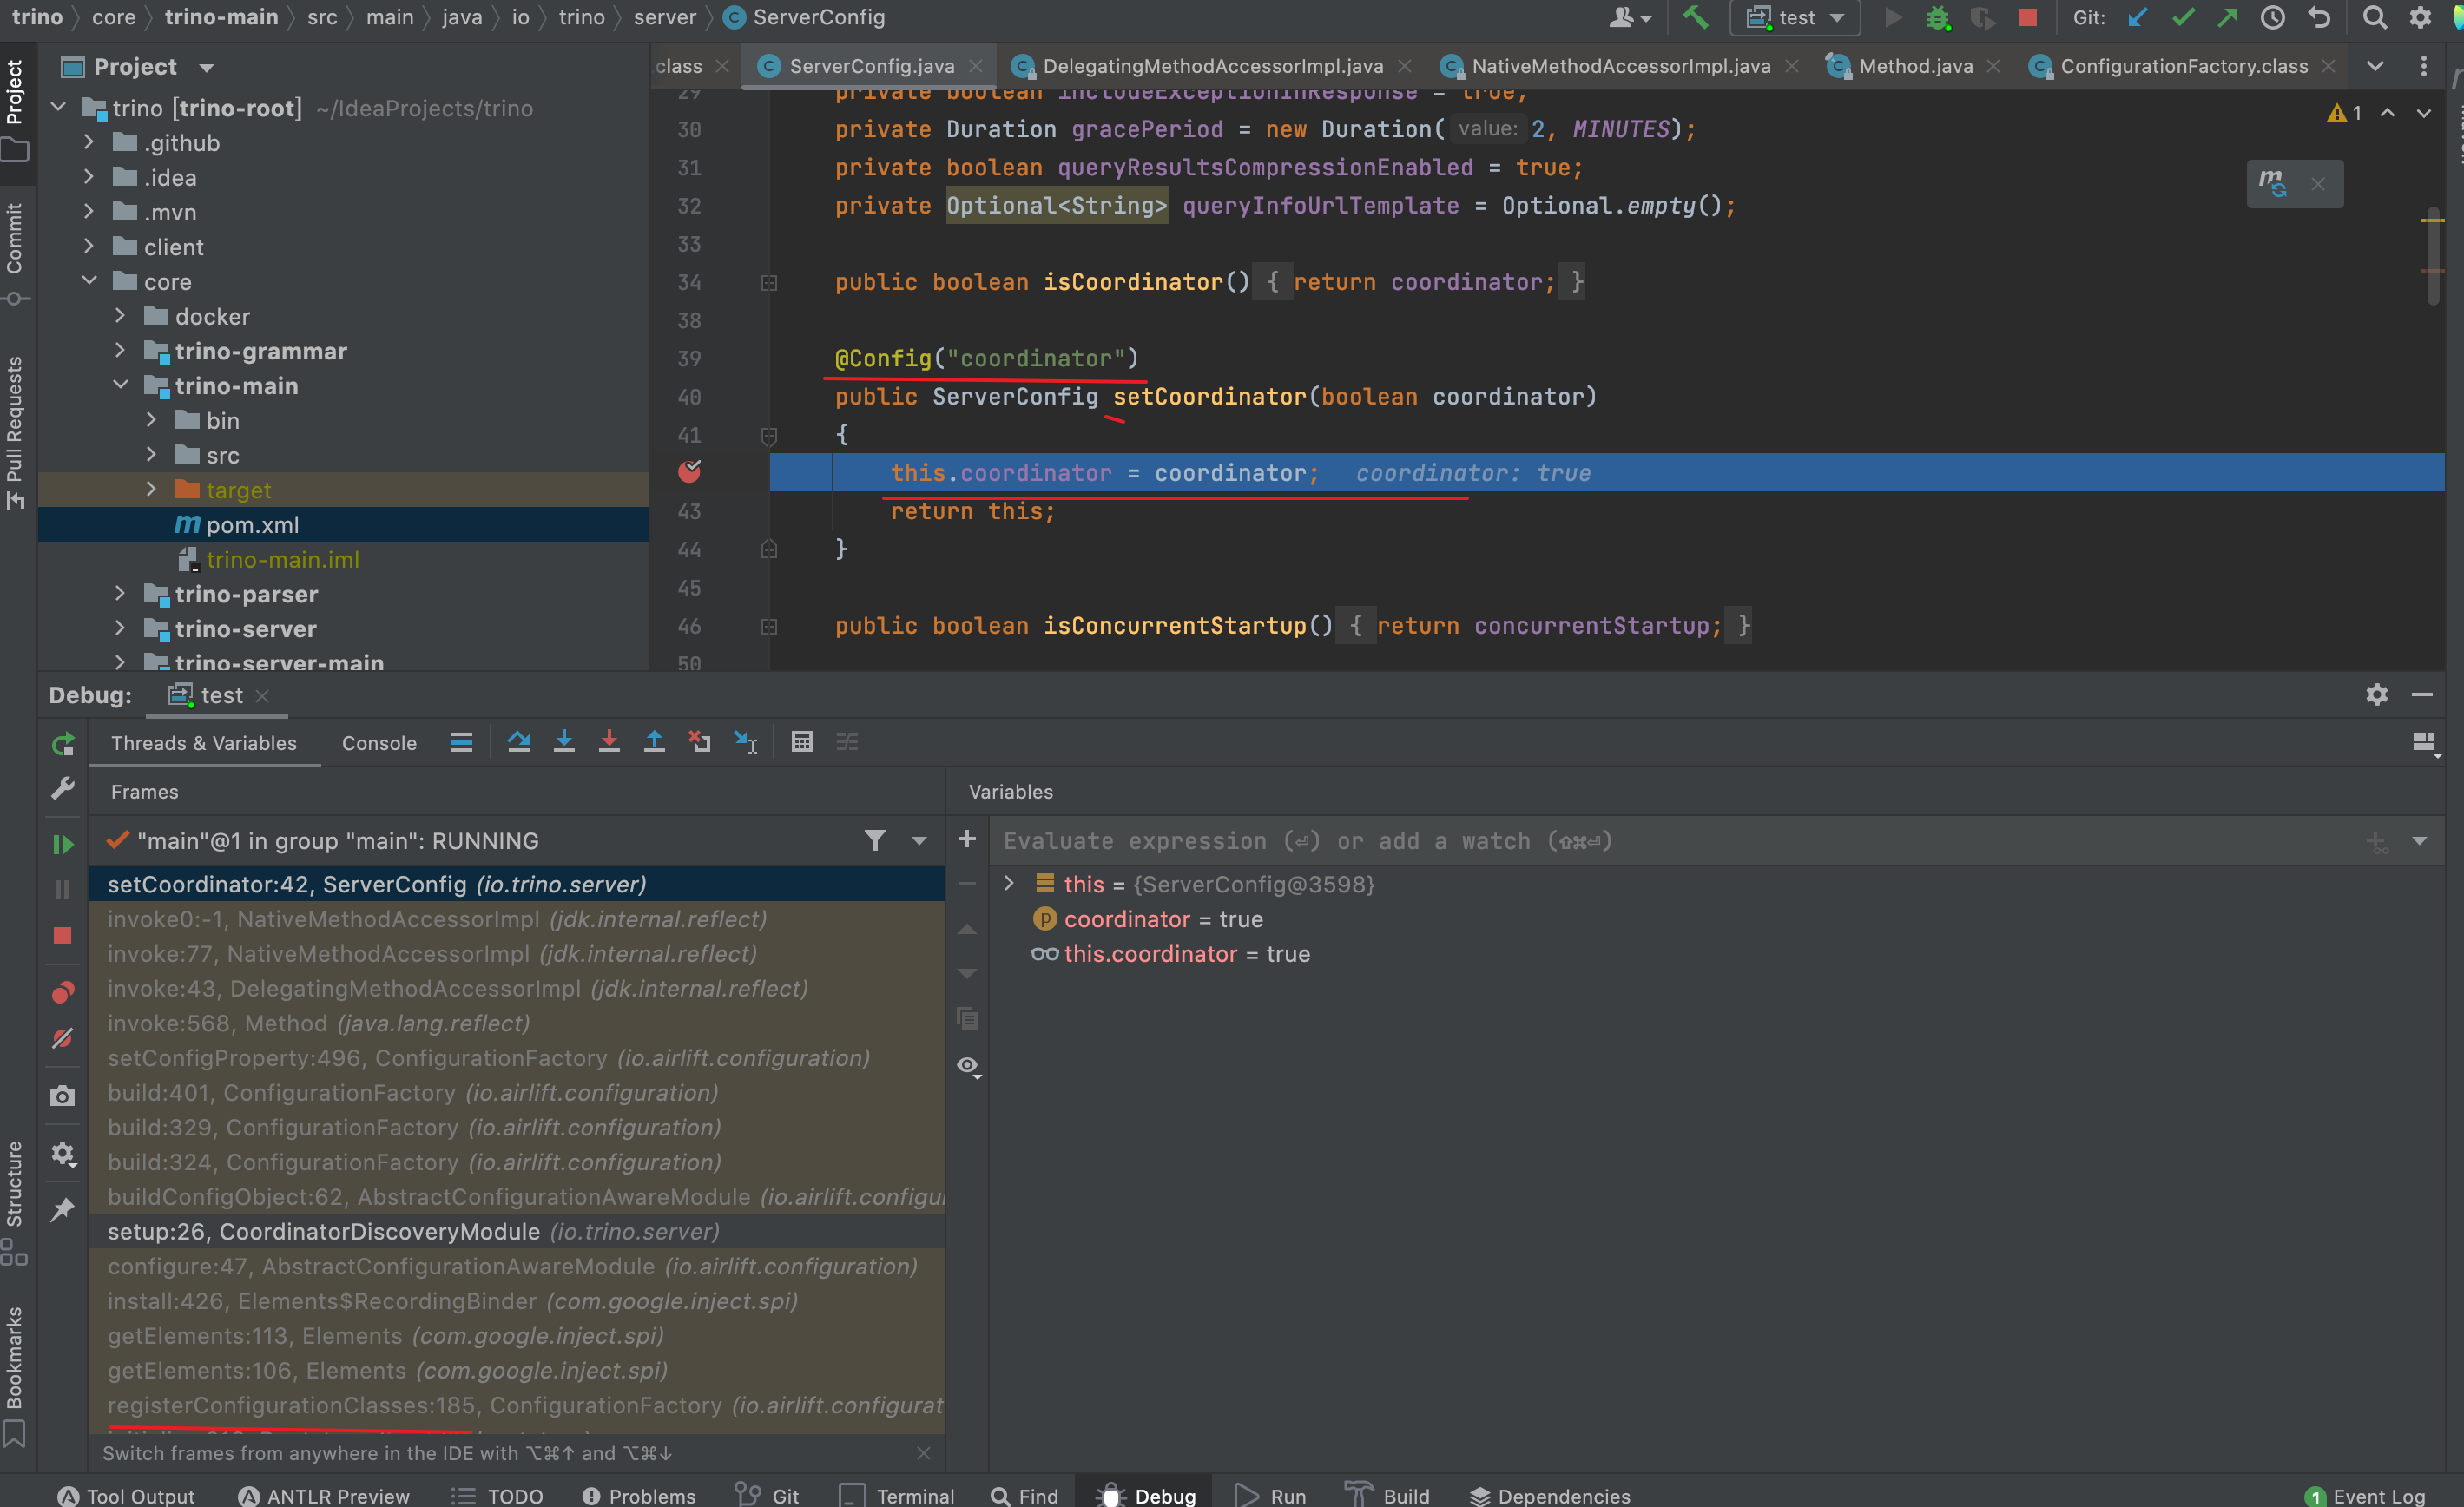 trino core trino-main src main java io trino server ServerConfig test Git:
Project
class ServerConfig.java DelegatingMethodAccessorImpl.java NativeMethodAccessorImpl.java Method.java ConfigurationFactory.class
Project
Commit
Pull Requests
Structure
Bookmarks
trino [trino-root] ~/IdeaProjects/trino
.github
.idea
.mvn
client
core
docker
trino-grammar
trino-main
bin
src
target
pom.xml
trino-main.iml
trino-parser
trino-server
trino-server-main
29 private boolean includeExceptionInResponse = true;
30 private Duration gracePeriod = new Duration( value: 2, MINUTES);
31 private boolean queryResultsCompressionEnabled = true;
32 private Optional<String> queryInfoUrlTemplate = Optional.empty();
33
34 public boolean isCoordinator() { return coordinator; }
38
39 @Config("coordinator")
40 public ServerConfig setCoordinator(boolean coordinator)
41 {
this.coordinator = coordinator; coordinator: true
43 return this;
44 }
45
46 public boolean isConcurrentStartup() { return concurrentStartup; }
50
1
Debug: test
Threads & Variables Console
Frames
"main"@1 in group "main": RUNNING
setCoordinator:42, ServerConfig (io.trino.server)
invoke0:-1, NativeMethodAccessorImpl (jdk.internal.reflect)
invoke:77, NativeMethodAccessorImpl (jdk.internal.reflect)
invoke:43, DelegatingMethodAccessorImpl (jdk.internal.reflect)
invoke:568, Method (java.lang.reflect)
setConfigProperty:496, ConfigurationFactory (io.airlift.configuration)
build:401, ConfigurationFactory (io.airlift.configuration)
build:329, ConfigurationFactory (io.airlift.configuration)
build:324, ConfigurationFactory (io.airlift.configuration)
buildConfigObject:62, AbstractConfigurationAwareModule (io.airlift.configu
setup:26, CoordinatorDiscoveryModule (io.trino.server)
configure:47, AbstractConfigurationAwareModule (io.airlift.configuration)
install:426, Elements$RecordingBinder (com.google.inject.spi)
getElements:113, Elements (com.google.inject.spi)
getElements:106, Elements (com.google.inject.spi)
registerConfigurationClasses:185, ConfigurationFactory (io.airlift.configurat
Switch frames from anywhere in the IDE with ⌥⌘↑ and ⌥⌘↓
Variables
Evaluate expression (⏎) or add a watch (⇧⌘⏎)
this = {ServerConfig@3598}
coordinator = true
this.coordinator = true
Tool Output ANTLR Preview TODO Problems Git Terminal Find Debug Run Build Dependencies 1 Event Log